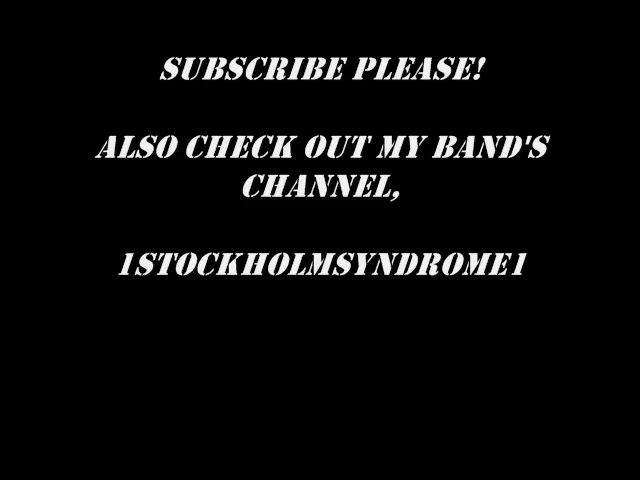 SUBSCRIBE PLEASE!
ALSO CHECK OUT MY BAND'S
CHANNEL,
1STOCKHOLMSYNDROME1